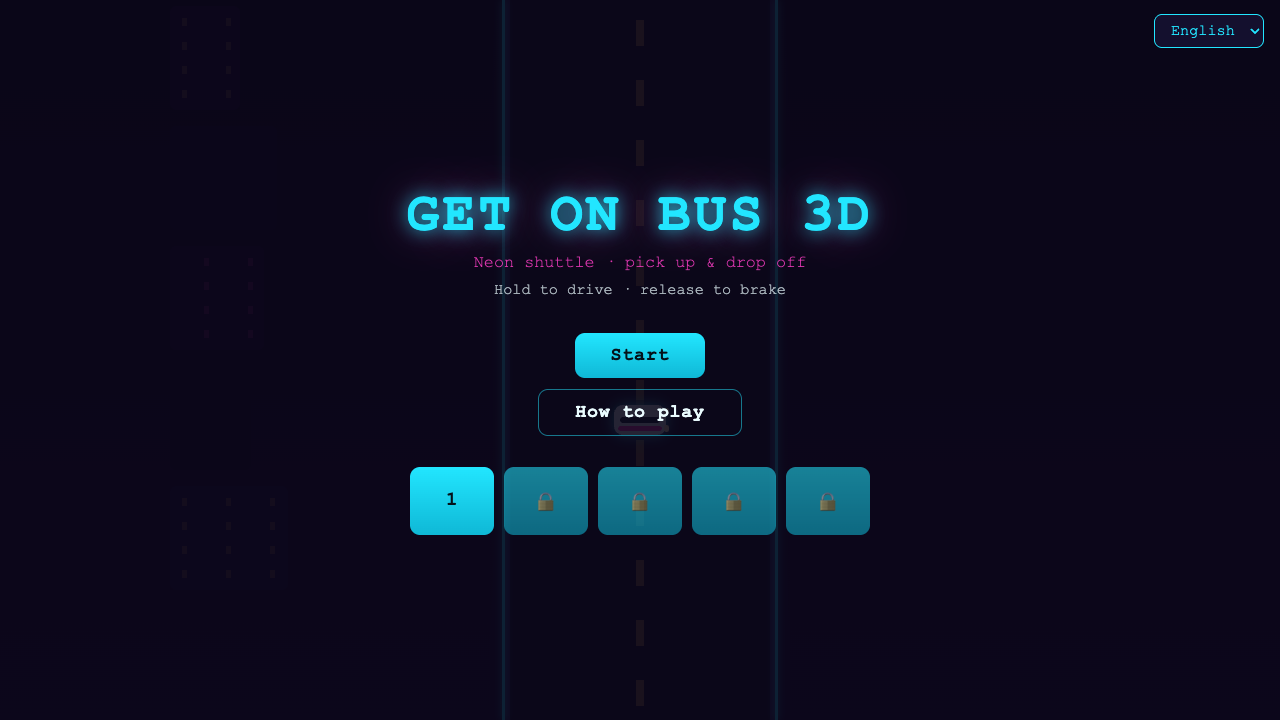 English
GET ON BUS 3D
Neon shuttle · pick up & drop off
Hold to drive · release to brake
Start
How to play
1